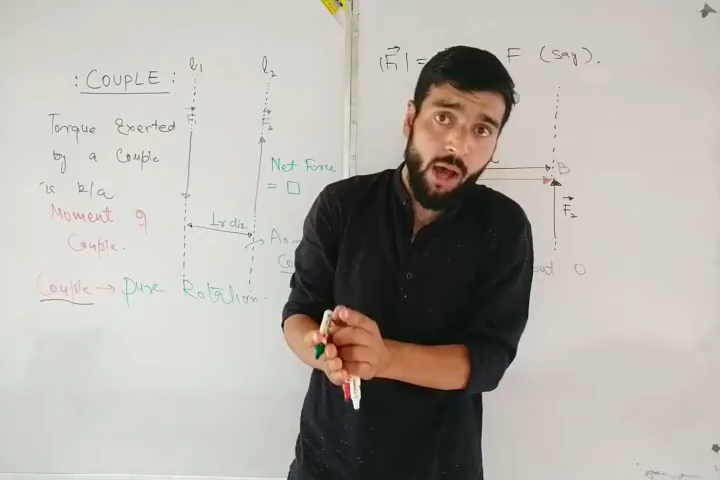 : COUPLE :
Torque Exerted
by a Couple
is k/a
Moment of
Couple.
Couple → pure Rotation.
l₁
l₂
F₁
F₂
Net Force
= 0
⊥r dis.
|F₁| =
F (say).
B
F₂
out O